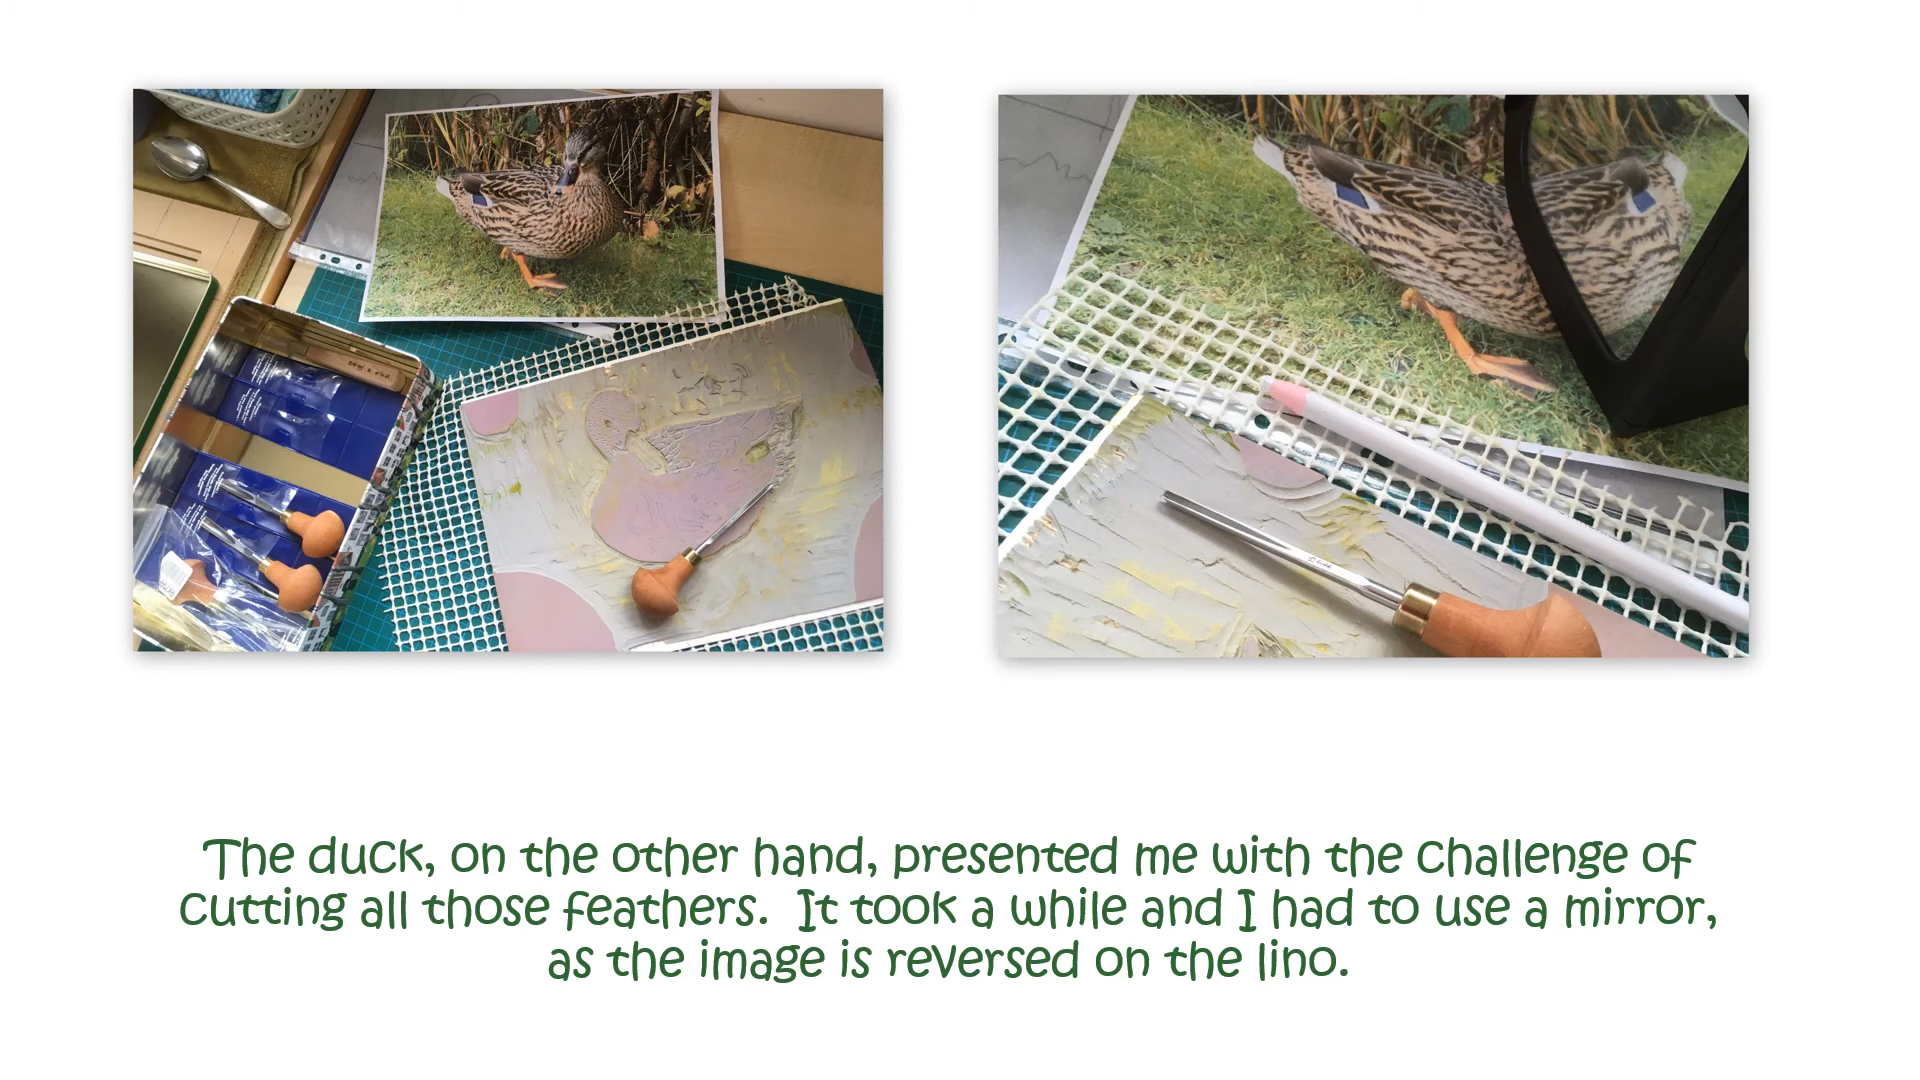 The duck, on the other hand, presented me with the challenge of
cutting all those feathers.  It took a while and I had to use a mirror,
as the image is reversed on the lino.